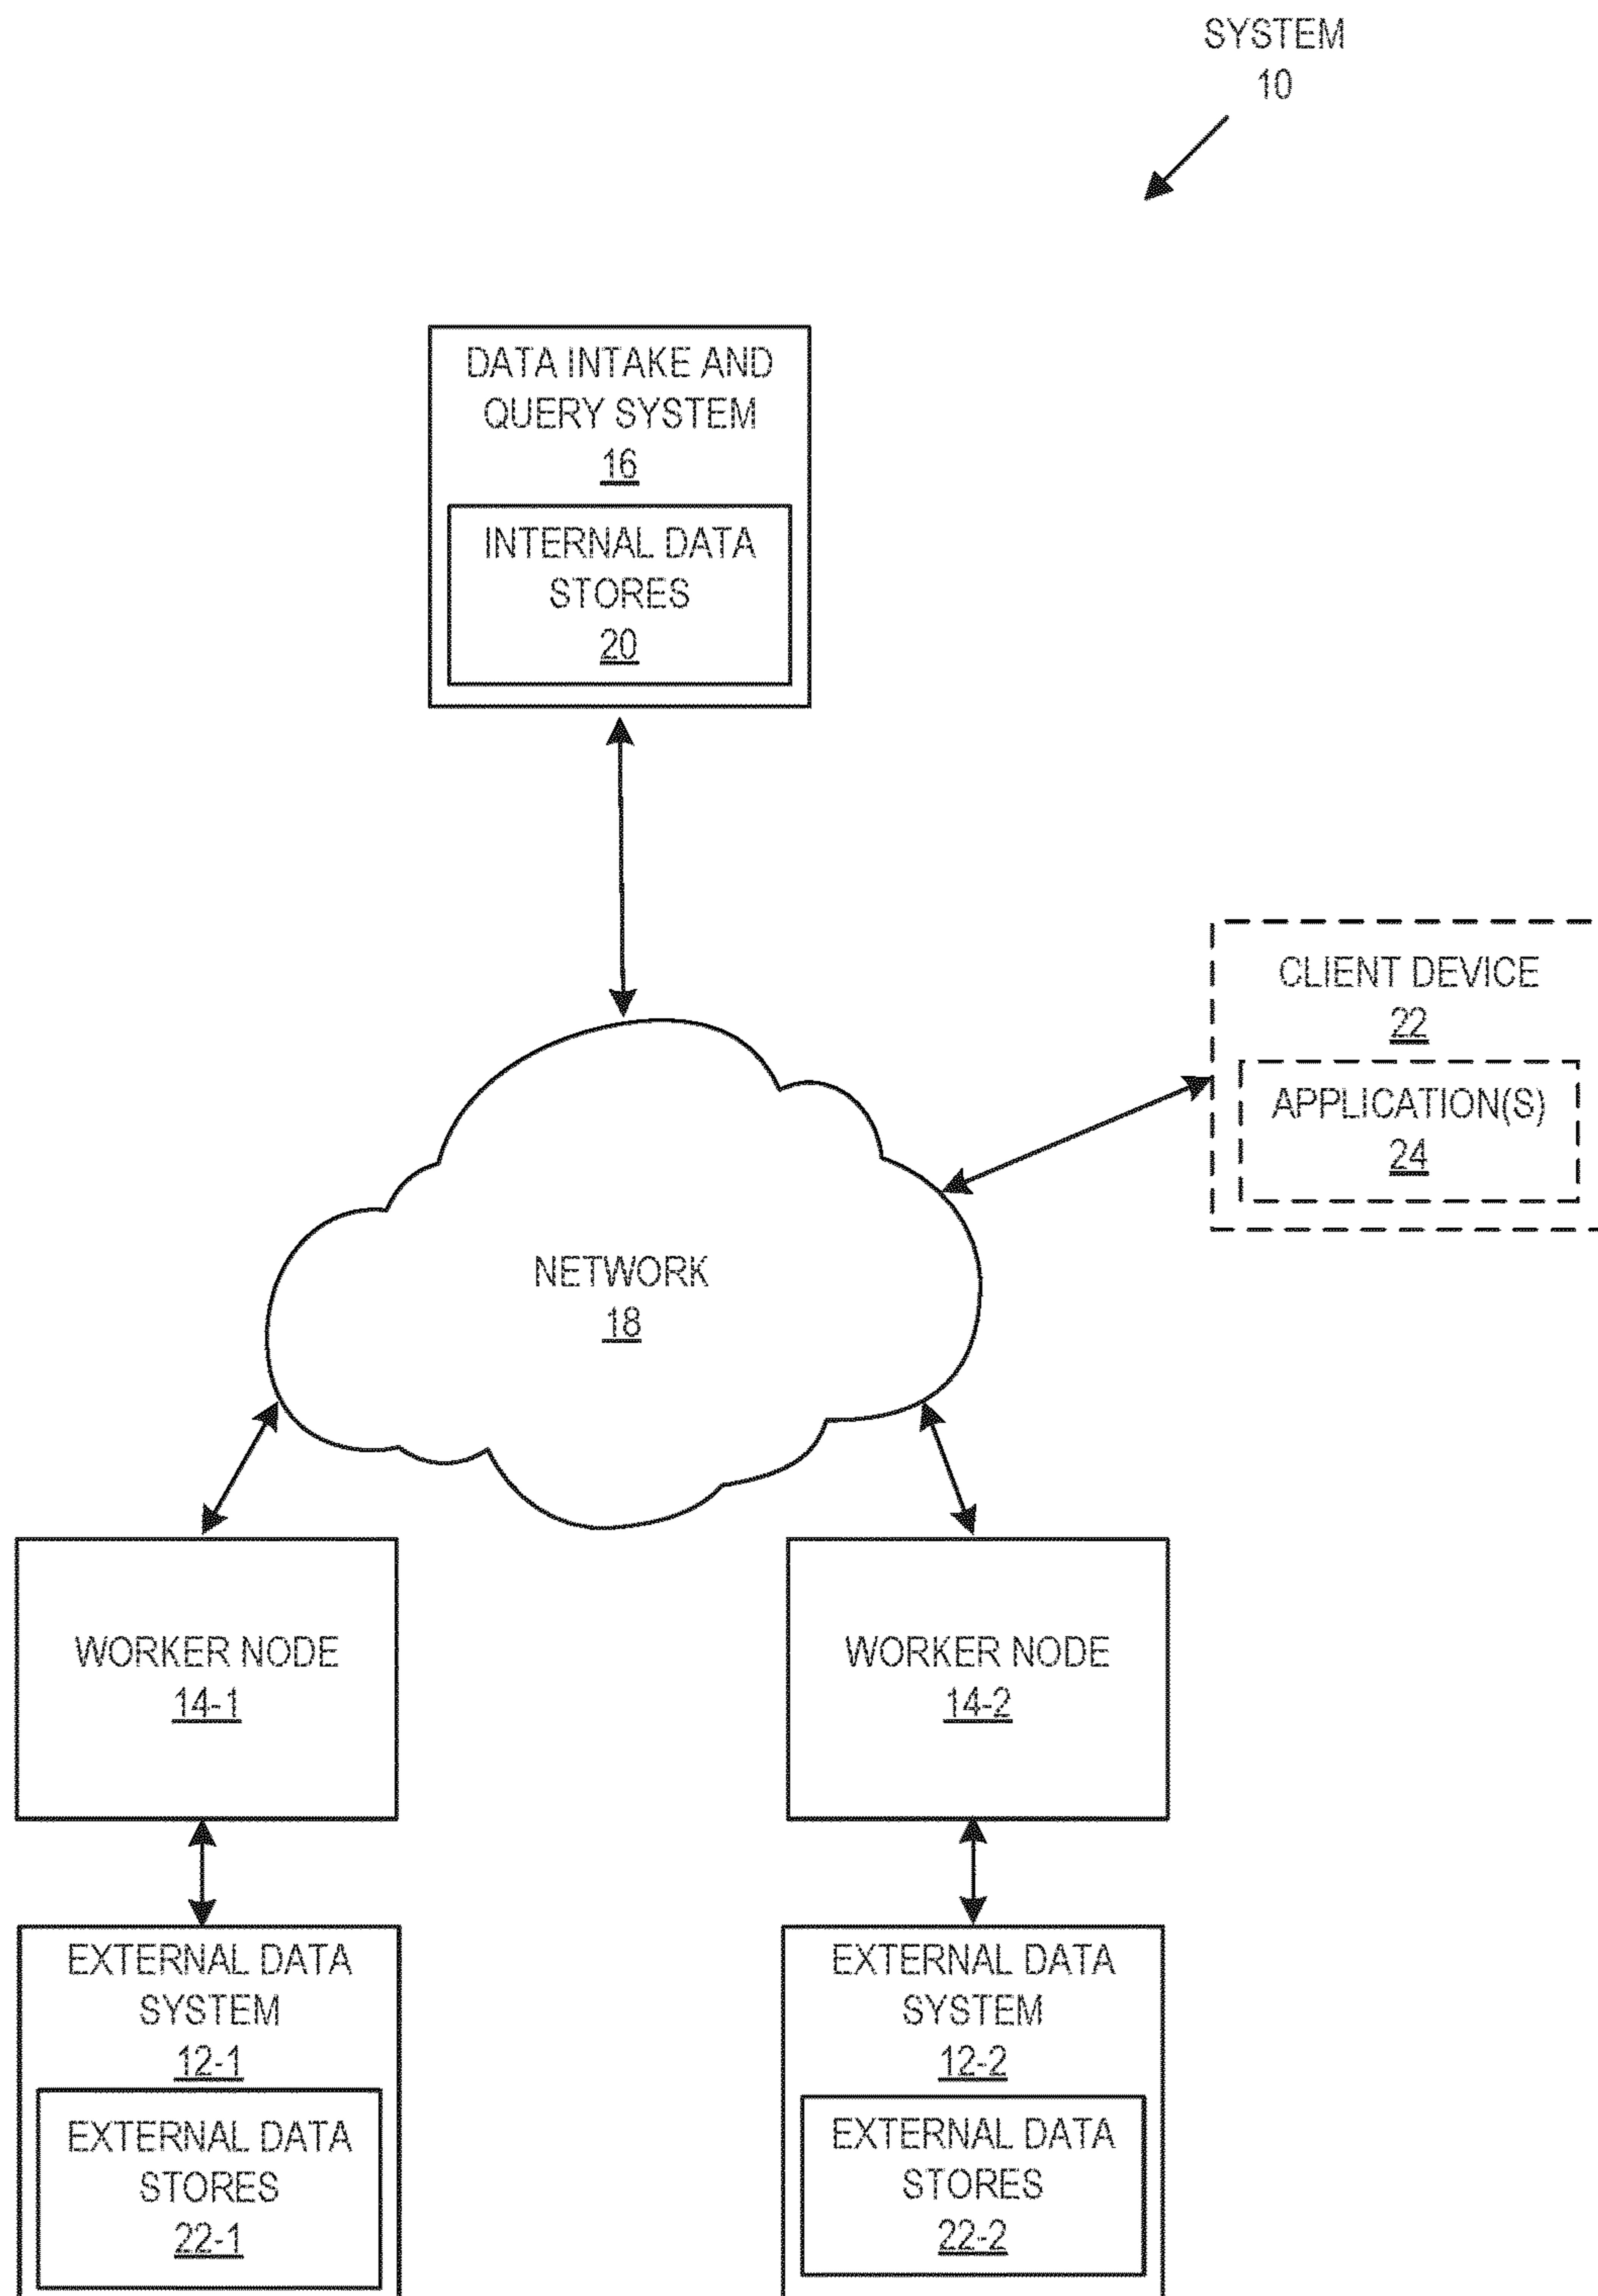 SYSTEM
10
DATA INTAKE AND
QUERY SYSTEM
16
INTERNAL DATA
STORES
20
CLIENT DEVICE
22
APPLICATION(S)
24
NETWORK
18
WORKER NODE
14-1
WORKER NODE
14-2
EXTERNAL DATA
SYSTEM
12-1
EXTERNAL DATA
STORES
22-1
EXTERNAL DATA
SYSTEM
12-2
EXTERNAL DATA
STORES
22-2